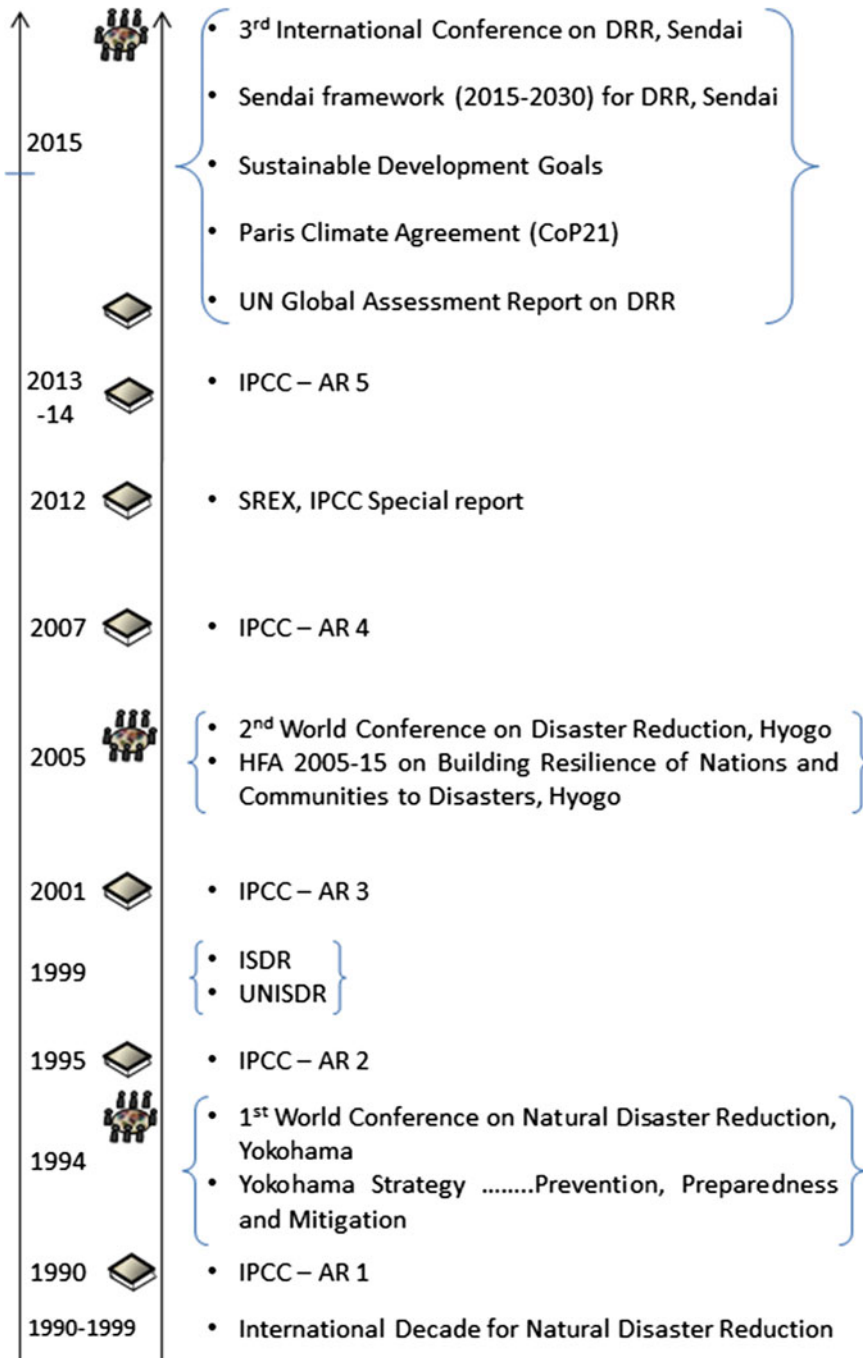 2015
• 3rd International Conference on DRR, Sendai
• Sendai framework (2015-2030) for DRR, Sendai
• Sustainable Development Goals
• Paris Climate Agreement (CoP21)
• UN Global Assessment Report on DRR
2013
-14
• IPCC – AR 5
2012
• SREX, IPCC Special report
2007
• IPCC – AR 4
2005
• 2nd World Conference on Disaster Reduction, Hyogo
• HFA 2005-15 on Building Resilience of Nations and
Communities to Disasters, Hyogo
2001
• IPCC – AR 3
1999
• ISDR
• UNISDR
1995
• IPCC – AR 2
1994
• 1st World Conference on Natural Disaster Reduction,
Yokohama
• Yokohama Strategy ........Prevention, Preparedness
and Mitigation
1990
• IPCC – AR 1
1990-1999
• International Decade for Natural Disaster Reduction